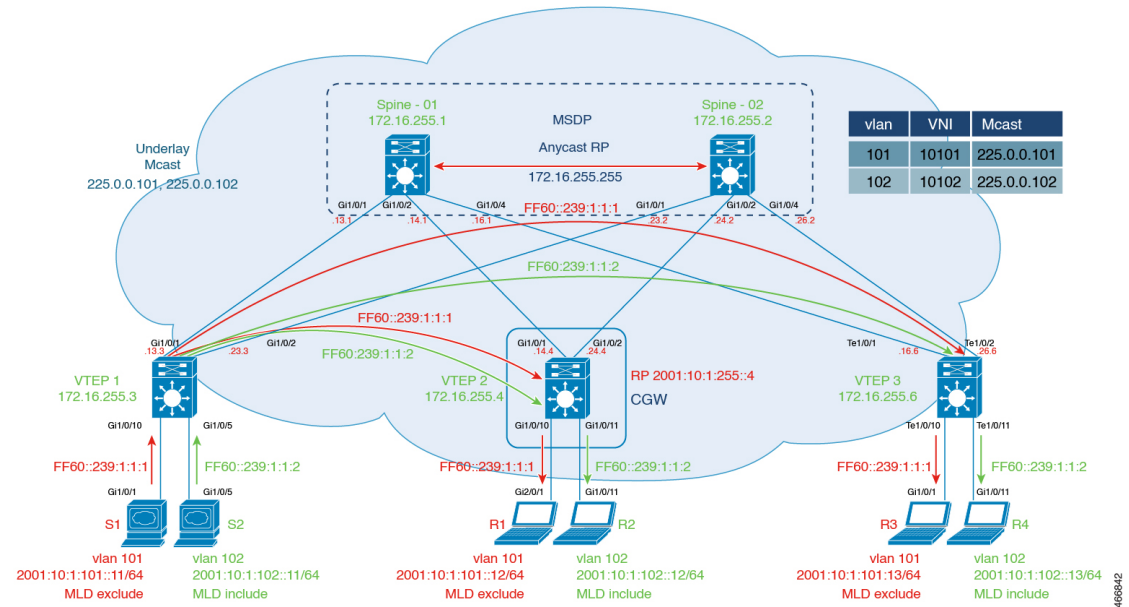 Spine - 01
172.16.255.1
MSDP
Spine - 02
172.16.255.2
Anycast RP
172.16.255.255
vlan VNI Mcast
101 10101 225.0.0.101
102 10102 225.0.0.102
Underlay
Mcast
225.0.0.101, 225.0.0.102
Gi1/0/1 Gi1/0/2 Gi1/0/4 Gi1/0/1 Gi1/0/2 Gi1/0/4
.13.1 .14.1 .16.1 .23.2 .24.2 .26.2
FF60::239:1:1:1
FF60:239:1:1:2
FF60::239:1:1:1
FF60:239:1:1:2
Gi1/0/1 Gi1/0/2 Gi1/0/1 Gi1/0/2 Te1/0/1 Te1/0/2
.13.3 .23.3 .14.4 .24.4 .16.6 .26.6
VTEP 1
172.16.255.3
VTEP 2
172.16.255.4
RP 2001:10:1:255::4
CGW
VTEP 3
172.16.255.6
Gi1/0/10 Gi1/0/5 Gi1/0/10 Gi1/0/11 Te1/0/10 Te1/0/11
FF60::239:1:1:1 FF60::239:1:1:2 FF60::239:1:1:1 FF60::239:1:1:2 FF60::239:1:1:1 FF60::239:1:1:2
Gi1/0/1 Gi1/0/5 Gi2/0/1 Gi1/0/11 Gi1/0/1 Gi1/0/11
S1 S2 R1 R2 R3 R4
vlan 101 vlan 102 vlan 101 vlan 102 vlan 101 vlan 102
2001:10:1:101::11/64 2001:10:1:102::11/64 2001:10:1:101::12/64 2001:10:1:102::12/64 2001:10:1:101:13/64 2001:10:1:102::13/64
MLD exclude MLD include MLD exclude MLD include MLD exclude MLD include
466842